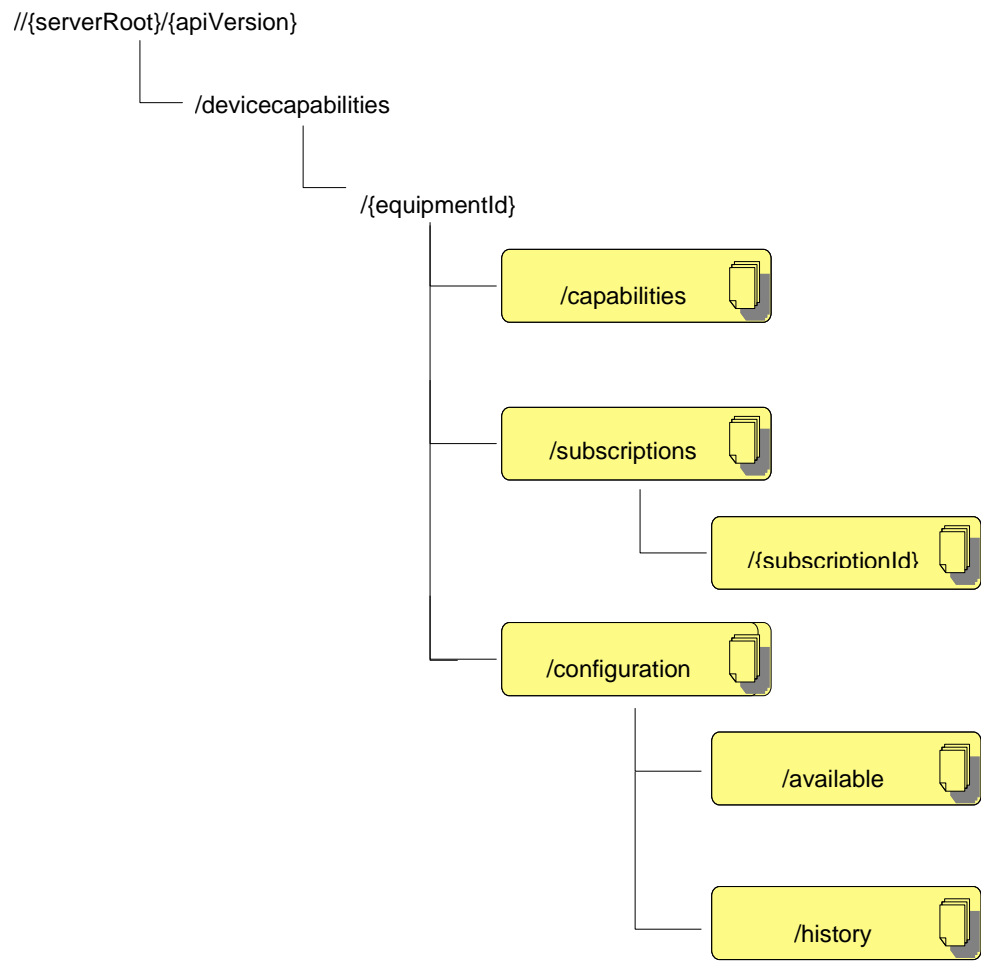 //{serverRoot}/{apiVersion}
/devicecapabilities
/{equipmentId}
/capabilities
/subscriptions
/{subscriptionId}
/configuration
/available
/history